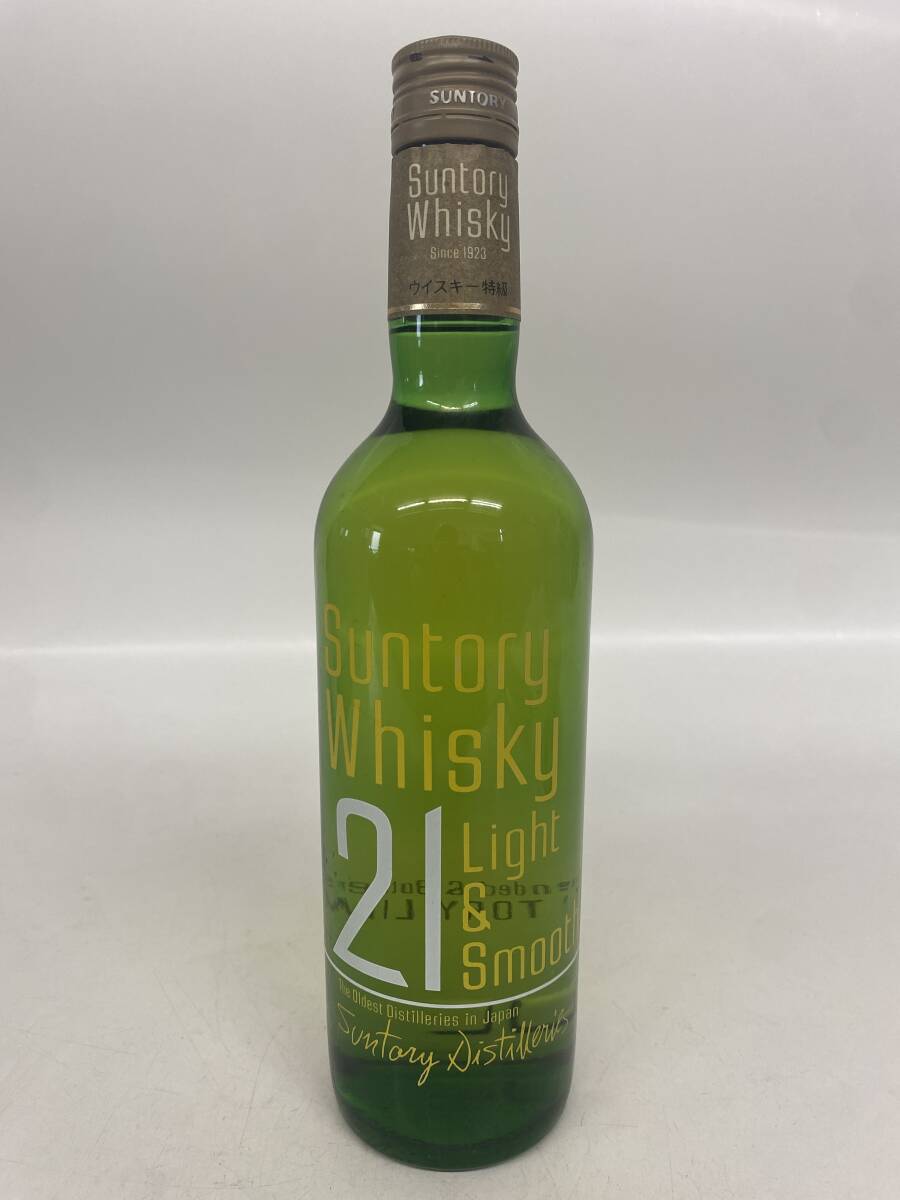 SUNTORY
Suntory
Whisky
Since 1923
ウイスキー特級
Suntory
Whisky
21
Light
&
Smooth
The Oldest Distilleries in Japan
Suntory Distilleries